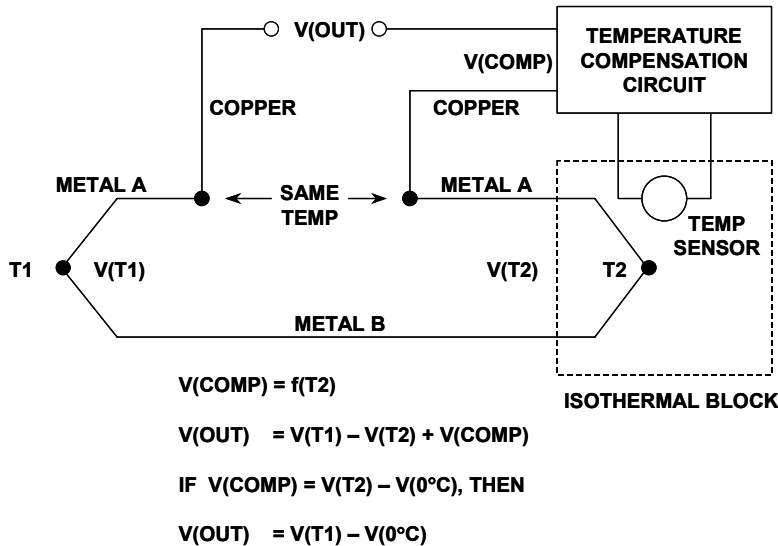 V(OUT)
TEMPERATURE
COMPENSATION
CIRCUIT
V(COMP)
COPPER
COPPER
METAL A
SAME
TEMP
METAL A
TEMP
SENSOR
T1
V(T1)
V(T2)
T2
METAL B
ISOTHERMAL BLOCK
V(COMP) = f(T2)
V(OUT) = V(T1) – V(T2) + V(COMP)
IF V(COMP) = V(T2) – V(0°C), THEN
V(OUT) = V(T1) – V(0°C)